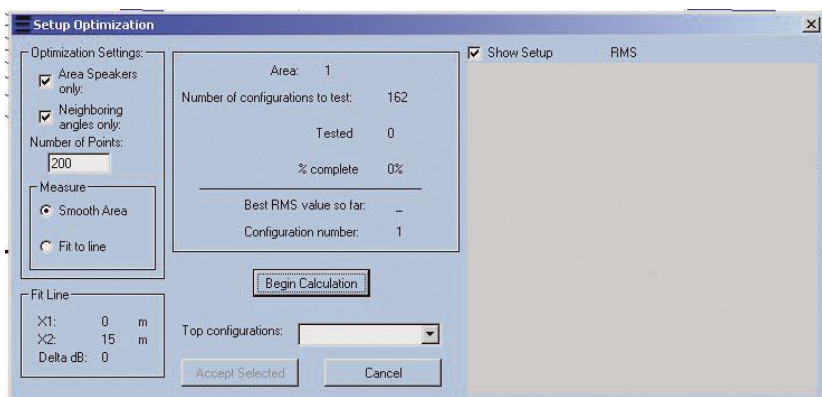 Setup Optimization
Optimization Settings:
Area Speakers
only:
Neighboring
angles only:
Number of Points:
200
Measure
Smooth Area
Fit to line
Fit Line
X1: 0 m
X2: 15 m
Delta dB: 0
Area: 1
Number of configurations to test: 162
Tested 0
% complete 0%
Best RMS value so far: _
Configuration number: 1
Begin Calculation
Top configurations:
Accept Selected
Cancel
Show Setup RMS